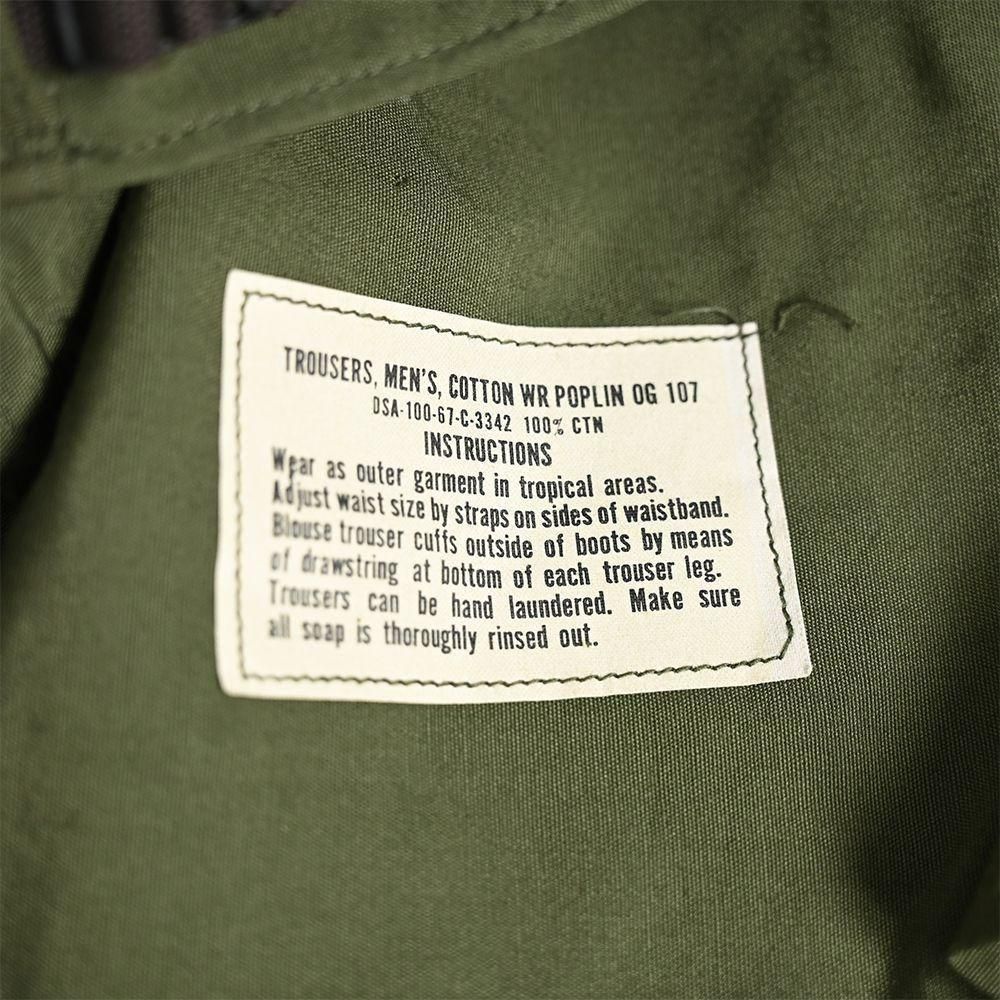 TROUSERS, MEN'S, COTTON WR POPLIN OG 107
DSA-100-67-C-3342 100% CTN
INSTRUCTIONS
Wear as outer garment in tropical areas.
Adjust waist size by straps on sides of waistband.
Blouse trouser cuffs outside of boots by means
of drawstring at bottom of each trouser leg.
Trousers can be hand laundered. Make sure
all soap is thoroughly rinsed out.